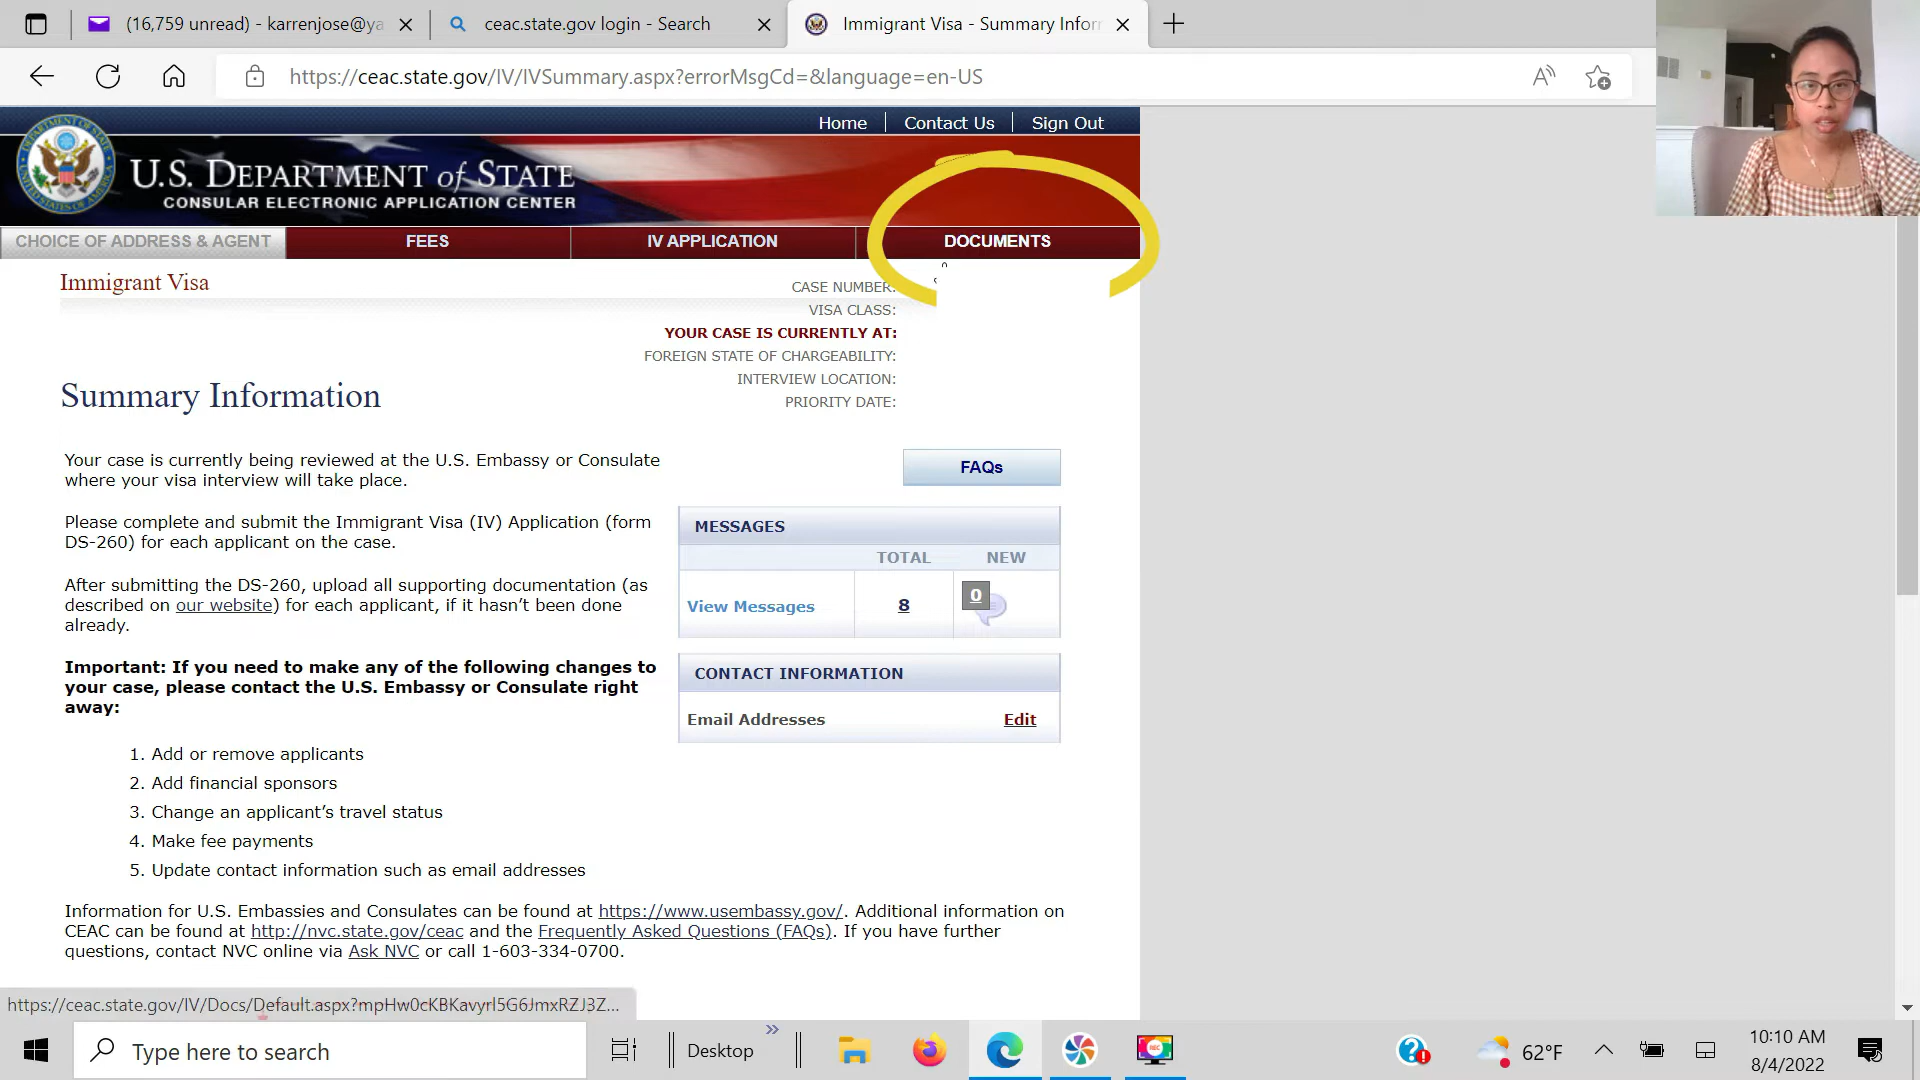 (16,759 unread) - karrenjose@ya
ceac.state.gov login - Search
Immigrant Visa - Summary Infor
https://ceac.state.gov/IV/IVSummary.aspx?errorMsgCd=&language=en-US
Home
Contact Us
Sign Out
U.S. DEPARTMENT of STATE
CONSULAR ELECTRONIC APPLICATION CENTER
CHOICE OF ADDRESS & AGENT
FEES
IV APPLICATION
DOCUMENTS
Immigrant Visa
CASE NUMBER:
VISA CLASS:
YOUR CASE IS CURRENTLY AT:
FOREIGN STATE OF CHARGEABILITY:
INTERVIEW LOCATION:
PRIORITY DATE:
Summary Information
Your case is currently being reviewed at the U.S. Embassy or Consulate
where your visa interview will take place.
Please complete and submit the Immigrant Visa (IV) Application (form
DS-260) for each applicant on the case.
After submitting the DS-260, upload all supporting documentation (as
described on our website) for each applicant, if it hasn't been done
already.
Important: If you need to make any of the following changes to
your case, please contact the U.S. Embassy or Consulate right
away:
1. Add or remove applicants
2. Add financial sponsors
3. Change an applicant's travel status
4. Make fee payments
5. Update contact information such as email addresses
FAQs
MESSAGES
TOTAL NEW
View Messages 8 0
CONTACT INFORMATION
Email Addresses Edit
Information for U.S. Embassies and Consulates can be found at https://www.usembassy.gov/. Additional information on
CEAC can be found at http://nvc.state.gov/ceac and the Frequently Asked Questions (FAQs). If you have further
questions, contact NVC online via Ask NVC or call 1-603-334-0700.
https://ceac.state.gov/IV/Docs/Default.aspx?mpHw0cKBKavyrI5G6JmxRZJ3Z...
Type here to search
Desktop
REC
62°F
10:10 AM
8/4/2022